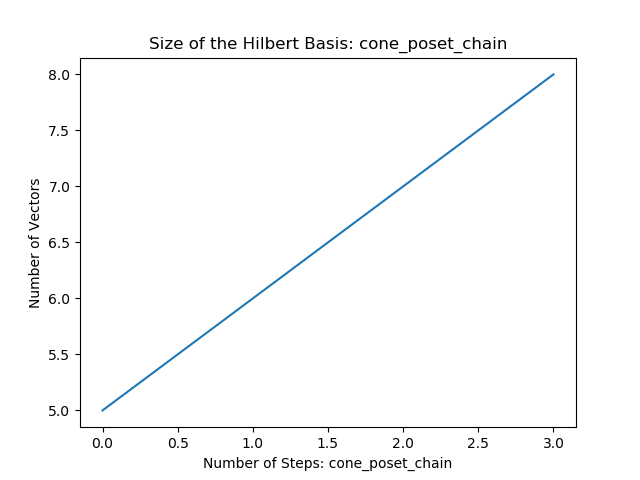 Size of the Hilbert Basis: cone_poset_chain
8.0
7.5
7.0
6.5
6.0
5.5
5.0
Number of Vectors
0.0 0.5 1.0 1.5 2.0 2.5 3.0
Number of Steps: cone_poset_chain